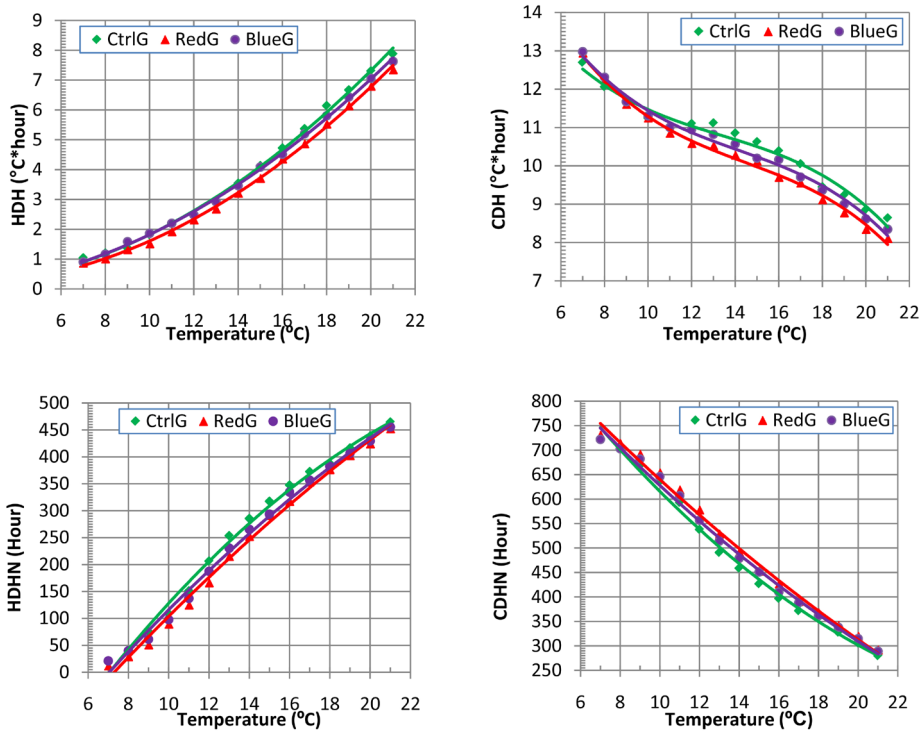 9
8
7
6
5
4
3
2
1
0
HDH (°C*hour)
CtrlG RedG BlueG
6 8 10 12 14 16 18 20 22
Temperature (°C)
14
13
12
11
10
9
8
7
CDH (°C*hour)
CtrlG RedG BlueG
6 8 10 12 14 16 18 20 22
Temperature (°C)
500
450
400
350
300
250
200
150
100
50
0
HDHN (Hour)
CtrlG RedG BlueG
6 8 10 12 14 16 18 20 22
Temperature (°C)
800
750
700
650
600
550
500
450
400
350
300
250
CDHN (Hour)
CtrlG RedG BlueG
6 8 10 12 14 16 18 20 22
Temperature (°C)